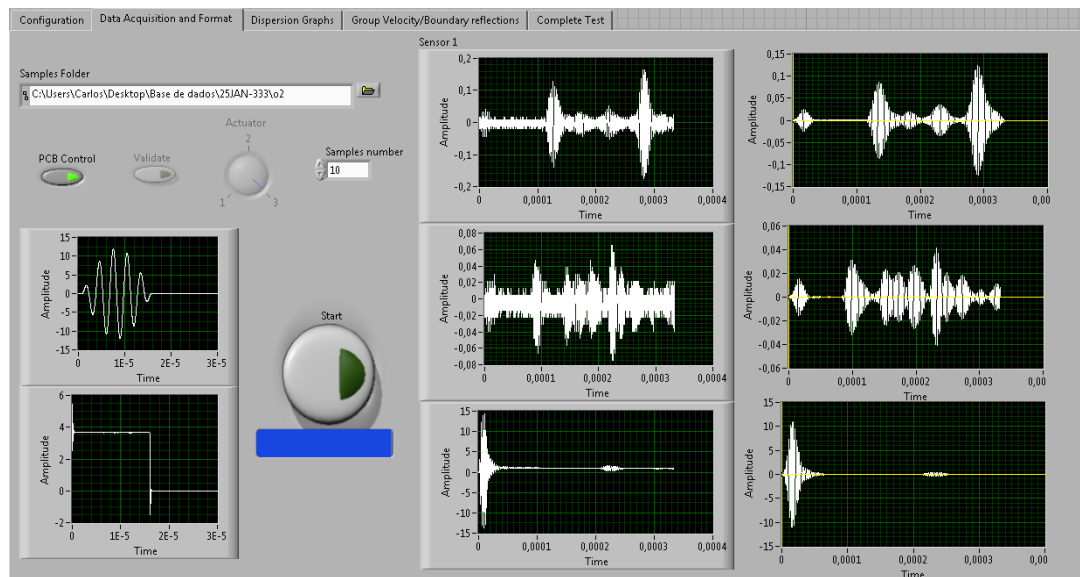 Configuration
Data Acquisition and Format
Dispersion Graphs
Group Velocity/Boundary reflections
Complete Test
Samples Folder
C:\Users\Carlos\Desktop\Base de dados\25JAN-333\o2
PCB Control
Validate
Actuator
1
2
3
Samples number
10
15
10
5
0
-5
-10
-15
Amplitude
0 1E-5 2E-5 3E-5
Time
6
4
2
0
-2
Amplitude
0 1E-5 2E-5 3E-5
Time
Start
Sensor 1
0,2
0,1
0
-0,1
-0,2
Amplitude
0 0,0001 0,0002 0,0003 0,0004
Time
0,15
0,1
0,05
0
-0,05
-0,1
-0,15
Amplitude
0 0,0001 0,0002 0,0003 0,00
Time
0,08
0,06
0,04
0,02
0
-0,02
-0,04
-0,06
-0,08
Amplitude
0 0,0001 0,0002 0,0003 0,0004
Time
0,06
0,04
0,02
0
-0,02
-0,04
-0,06
Amplitude
0 0,0001 0,0002 0,0003 0,00
Time
15
10
5
0
-5
-10
-15
Amplitude
0 0,0001 0,0002 0,0003 0,0004
Time
15
10
5
0
-5
-10
-15
Amplitude
0 0,0001 0,0002 0,0003 0,00
Time